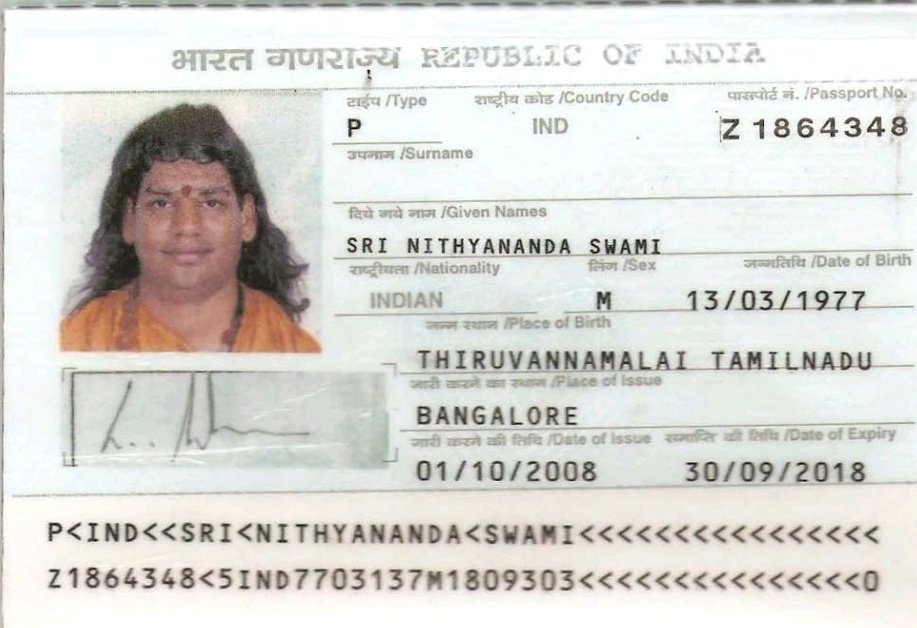 भारत गणराज्य REPUBLIC OF INDIA
टाईप /Type राष्ट्रीय कोड /Country Code पासपोर्ट नं. /Passport No.
P IND Z 1864348
उपनाम /Surname
दिये गये नाम /Given Names
SRI NITHYANANDA SWAMI
राष्ट्रीयता /Nationality लिंग /Sex जन्मतिथि /Date of Birth
INDIAN M 13/03/1977
जन्म स्थान /Place of Birth
THIRUVANNAMALAI TAMILNADU
जारी करने का स्थान /Place of Issue
BANGALORE
जारी करने की तिथि /Date of Issue समाप्ति की तिथि /Date of Expiry
01/10/2008 30/09/2018
P<IND<<SRI<NITHYANANDA<SWAMI<<<<<<<<<<<<<<<<
Z1864348<5IND7703137M1809303<<<<<<<<<<<<<<<0